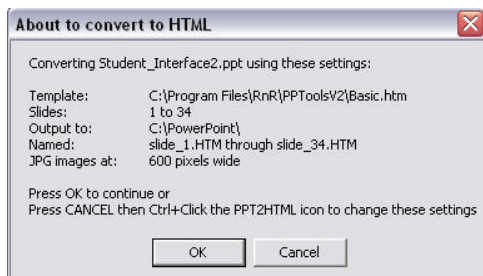 About to convert to HTML
Converting Student_Interface2.ppt using these settings:
Template: C:\Program Files\RnR\PPToolsV2\Basic.htm
Slides: 1 to 34
Output to: C:\PowerPoint\
Named: slide_1.HTM through slide_34.HTM
JPG images at: 600 pixels wide
Press OK to continue or
Press CANCEL then Ctrl+Click the PPT2HTML icon to change these settings
OK Cancel